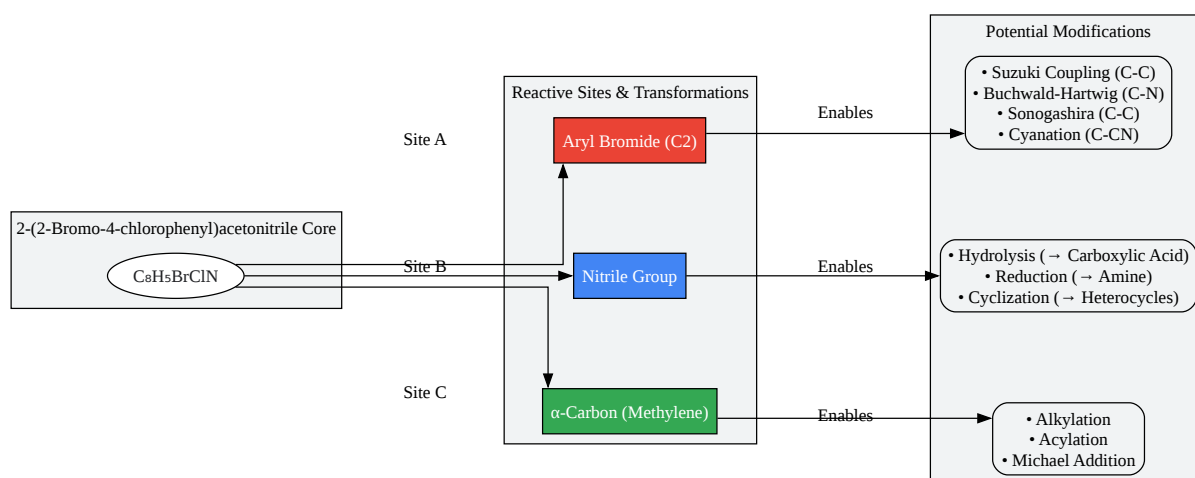 Potential Modifications
• Suzuki Coupling (C-C)
• Buchwald-Hartwig (C-N)
• Sonogashira (C-C)
• Cyanation (C-CN)
Reactive Sites & Transformations
Enables
Site A
Aryl Bromide (C2)
2-(2-Bromo-4-chlorophenyl)acetonitrile Core
C₈H₅BrClN
Site B
Nitrile Group
Enables
• Hydrolysis (→ Carboxylic Acid)
• Reduction (→ Amine)
• Cyclization (→ Heterocycles)
Site C
α-Carbon (Methylene)
Enables
• Alkylation
• Acylation
• Michael Addition